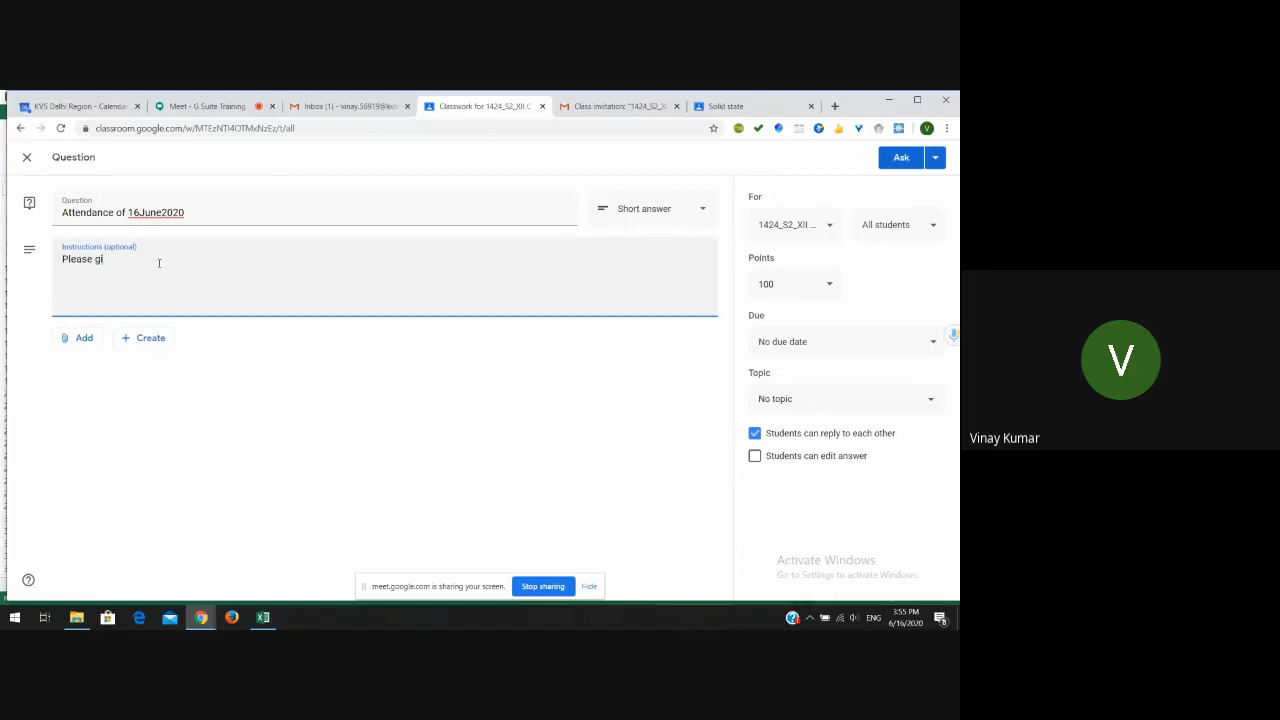 KVS Delhi Region - Calenda
Meet - G Suite Training
Inbox (1) - vinay.56919@kvs
Classwork for 1424_S2_XII C
Class invitation: "1424_S2_X
Solid state
classroom.google.com/w/MTEzNTI4OTMxNzEz/t/all
V
Question
Ask
Question
Attendance of 16June2020
Short answer
Instructions (optional)
Please gi
Add
Create
For
1424_S2_XII ...
All students
Points
100
Due
No due date
Topic
No topic
Students can reply to each other
Students can edit answer
Activate Windows
Go to Settings to activate Windows.
meet.google.com is sharing your screen.
Stop sharing
Hide
ENG
3:55 PM
6/16/2020
V
Vinay Kumar